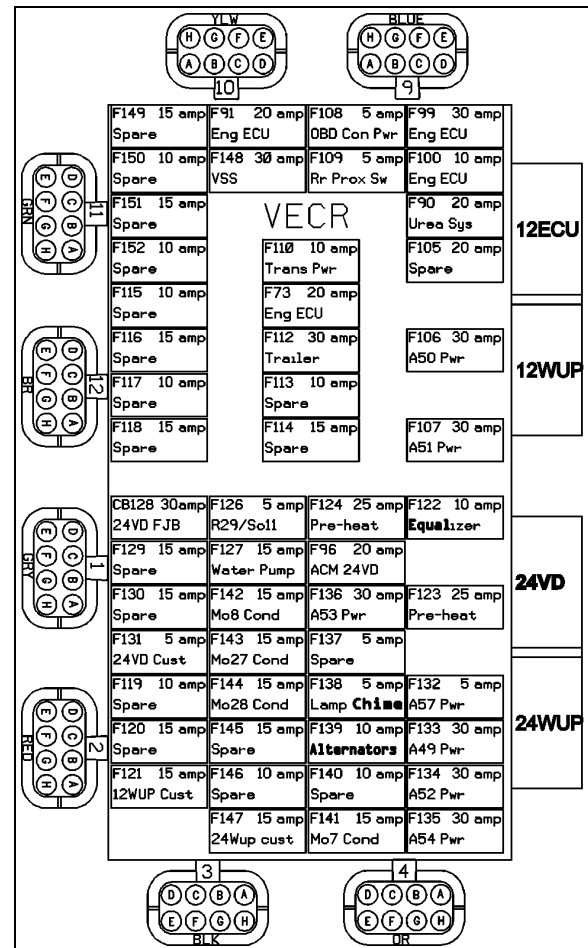 YLW
H G F E
A B C D
10
BLUE
H G F E
A B C D
9
F149 15 amp
Spare
F91 20 amp
Eng ECU
F108 5 amp
OBD Con Pwr
F99 30 amp
Eng ECU
F150 10 amp
Spare
F148 30 amp
VSS
F109 5 amp
Rr Prox Sw
F100 10 amp
Eng ECU
F151 15 amp
Spare
VECR
F90 20 amp
Urea Sys
F152 10 amp
Spare
F110 10 amp
Trans Pwr
F105 20 amp
Spare
F115 10 amp
Spare
F73 20 amp
Eng ECU
F116 15 amp
Spare
F112 30 amp
Trailer
F106 30 amp
A50 Pwr
F117 10 amp
Spare
F113 10 amp
Spare
F118 15 amp
Spare
F114 15 amp
Spare
F107 30 amp
A51 Pwr
CB128 30amp
24VD FJB
F126 5 amp
R29/Sol1
F124 25 amp
Pre-heat
F122 10 amp
Equalizer
F129 15 amp
Spare
F127 15 amp
Water Pump
F96 20 amp
ACM 24VD
F130 15 amp
Spare
F142 15 amp
Mo8 Cond
F136 30 amp
A53 Pwr
F123 25 amp
Pre-heat
F131 5 amp
24VD Cust
F143 15 amp
Mo27 Cond
F137 5 amp
Spare
F119 10 amp
Spare
F144 15 amp
Mo28 Cond
F138 5 amp
Lamp Chime
F132 5 amp
A57 Pwr
F120 15 amp
Spare
F145 15 amp
Spare
F139 10 amp
Alternators
F133 30 amp
A49 Pwr
F121 15 amp
12WUP Cust
F146 10 amp
Spare
F140 10 amp
Spare
F134 30 amp
A52 Pwr
F147 15 amp
24Wup cust
F141 15 amp
Mo7 Cond
F135 30 amp
A54 Pwr
GRN
E F G H
D C B A
11
BR
E F G H
D C B A
12
GRY
E F G H
D C B A
1
RED
E F G H
D C B A
2
12ECU
12WUP
24VD
24WUP
3
D C B A
E F G H
BLK
4
D C B A
E F G H
OR